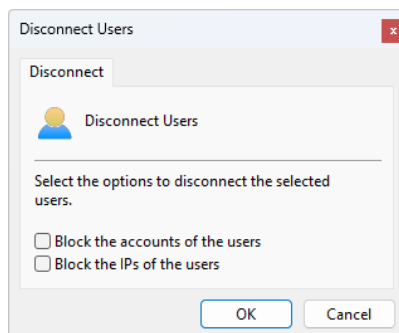 Disconnect Users
x
Disconnect
Disconnect Users
Select the options to disconnect the selected
users.
Block the accounts of the users
Block the IPs of the users
OK
Cancel